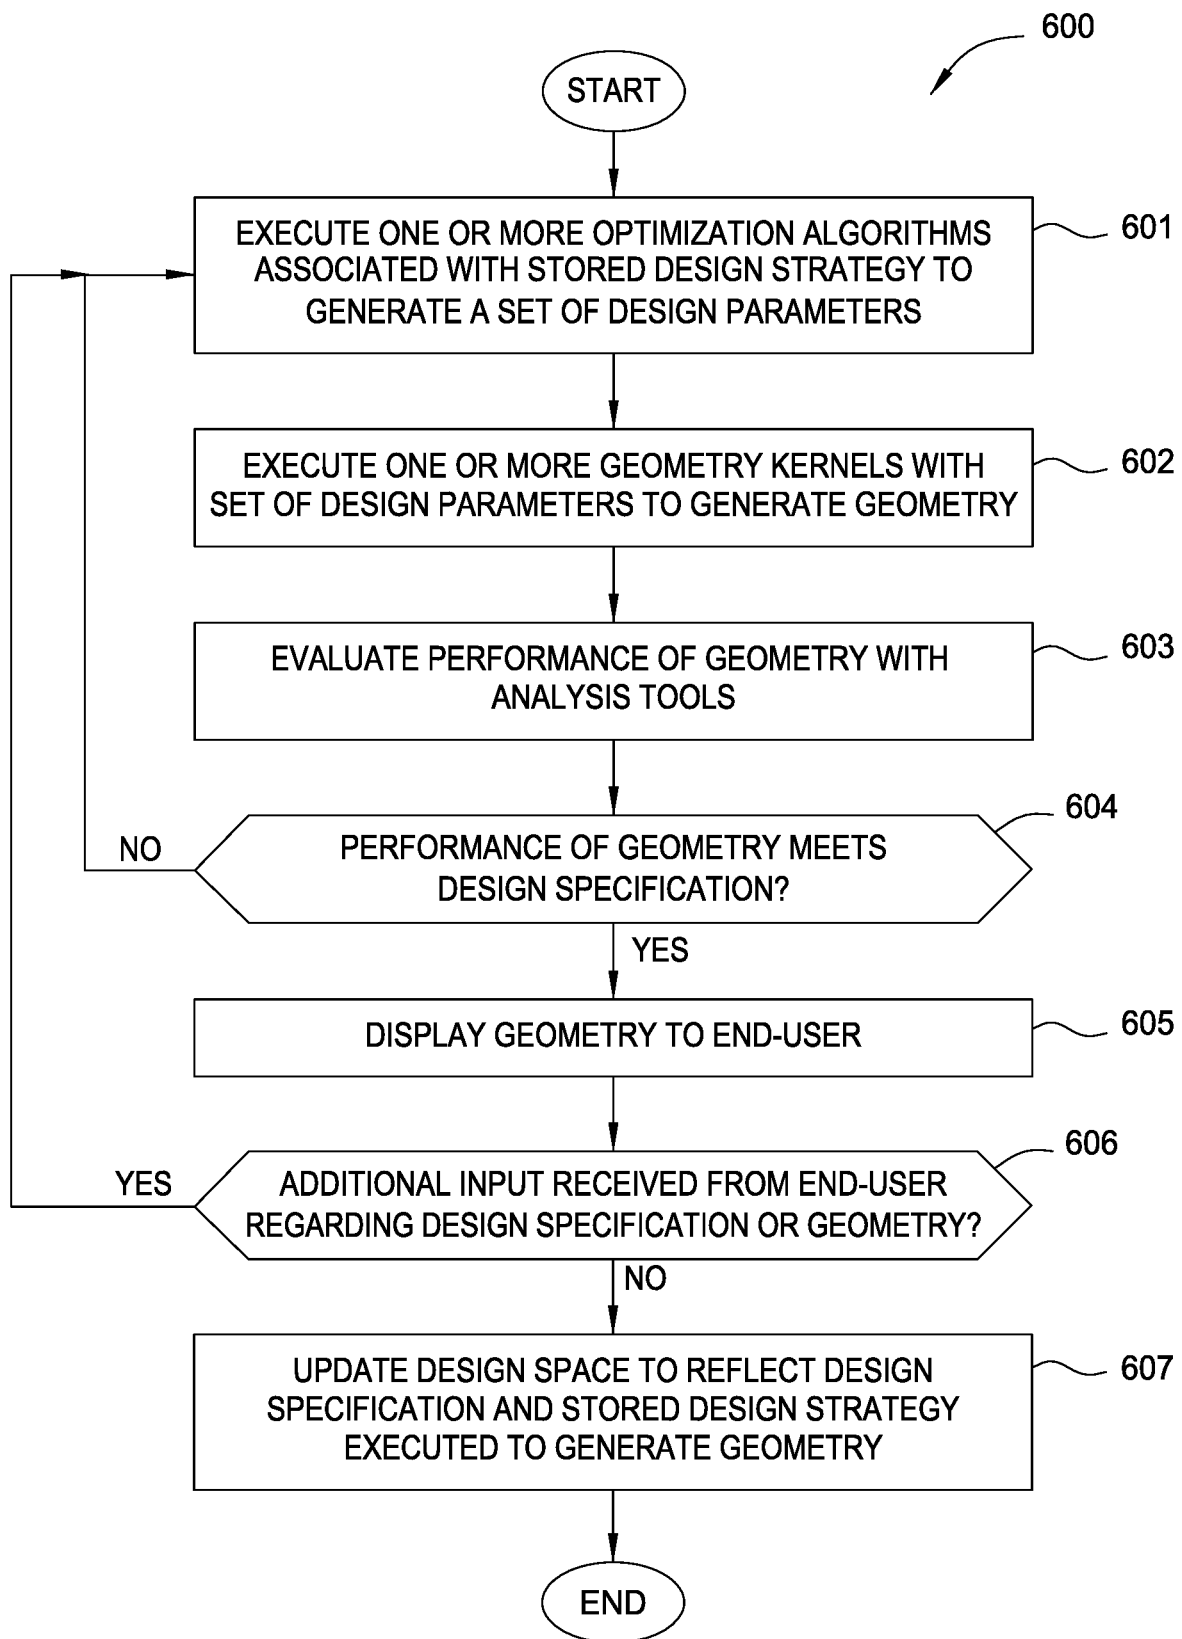 600
START
EXECUTE ONE OR MORE OPTIMIZATION ALGORITHMS
ASSOCIATED WITH STORED DESIGN STRATEGY TO
GENERATE A SET OF DESIGN PARAMETERS
601
EXECUTE ONE OR MORE GEOMETRY KERNELS WITH
SET OF DESIGN PARAMETERS TO GENERATE GEOMETRY
602
EVALUATE PERFORMANCE OF GEOMETRY WITH
ANALYSIS TOOLS
603
PERFORMANCE OF GEOMETRY MEETS
DESIGN SPECIFICATION?
604
NO
YES
DISPLAY GEOMETRY TO END-USER
605
ADDITIONAL INPUT RECEIVED FROM END-USER
REGARDING DESIGN SPECIFICATION OR GEOMETRY?
606
YES
NO
UPDATE DESIGN SPACE TO REFLECT DESIGN
SPECIFICATION AND STORED DESIGN STRATEGY
EXECUTED TO GENERATE GEOMETRY
607
END